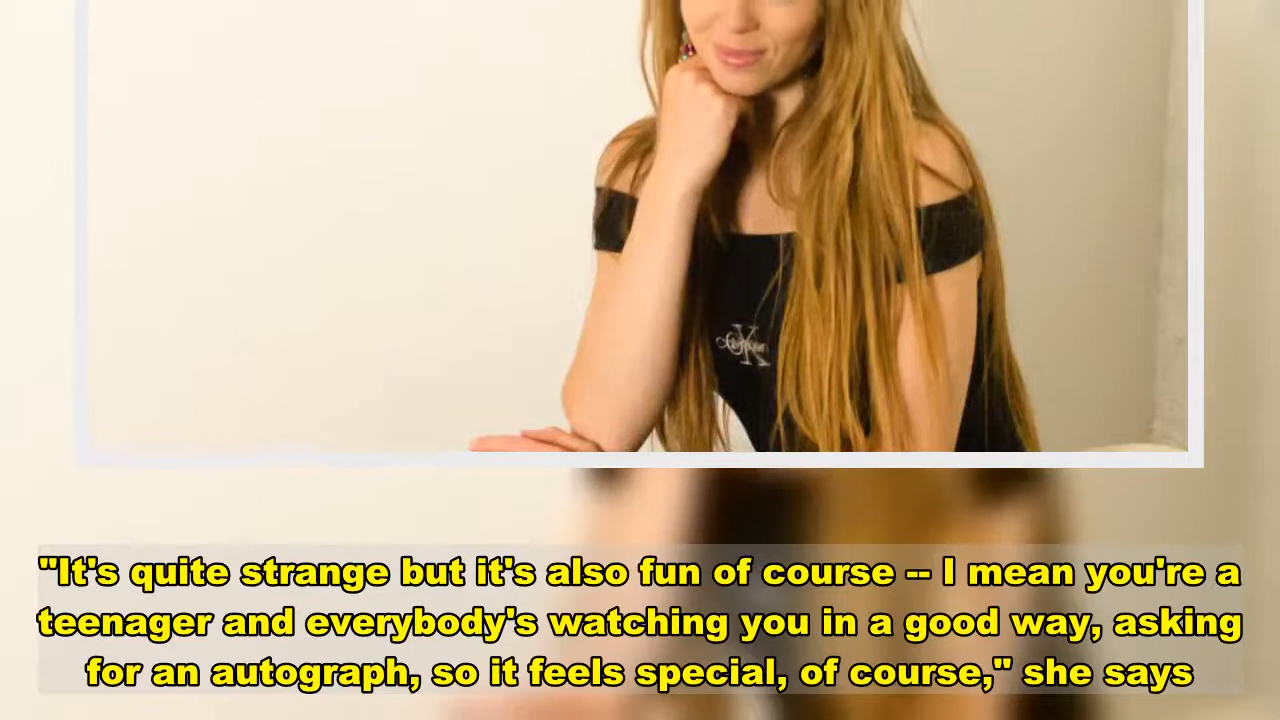 "It's quite strange but it's also fun of course -- I mean you're a
teenager and everybody's watching you in a good way, asking
for an autograph, so it feels special, of course," she says